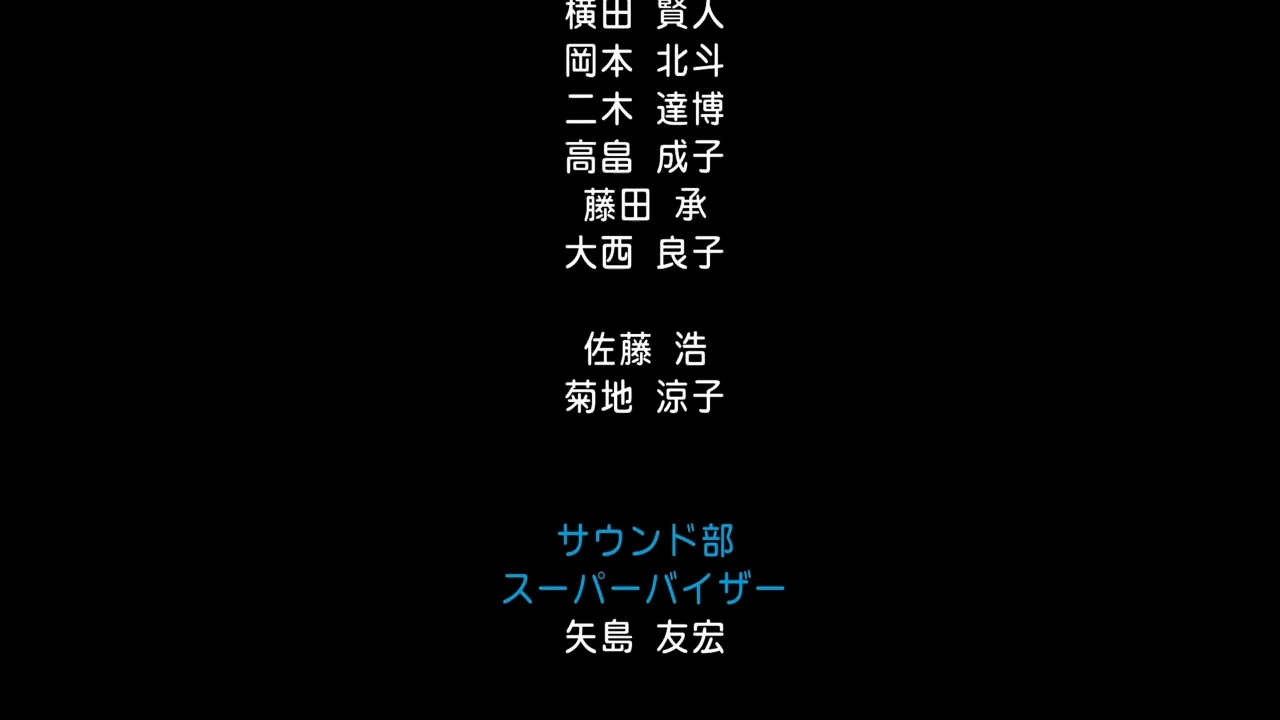 横田 賢人
岡本 北斗
二木 達博
高畠 成子
藤田 承
大西 良子
佐藤 浩
菊地 涼子
サウンド部
スーパーバイザー
矢島 友宏